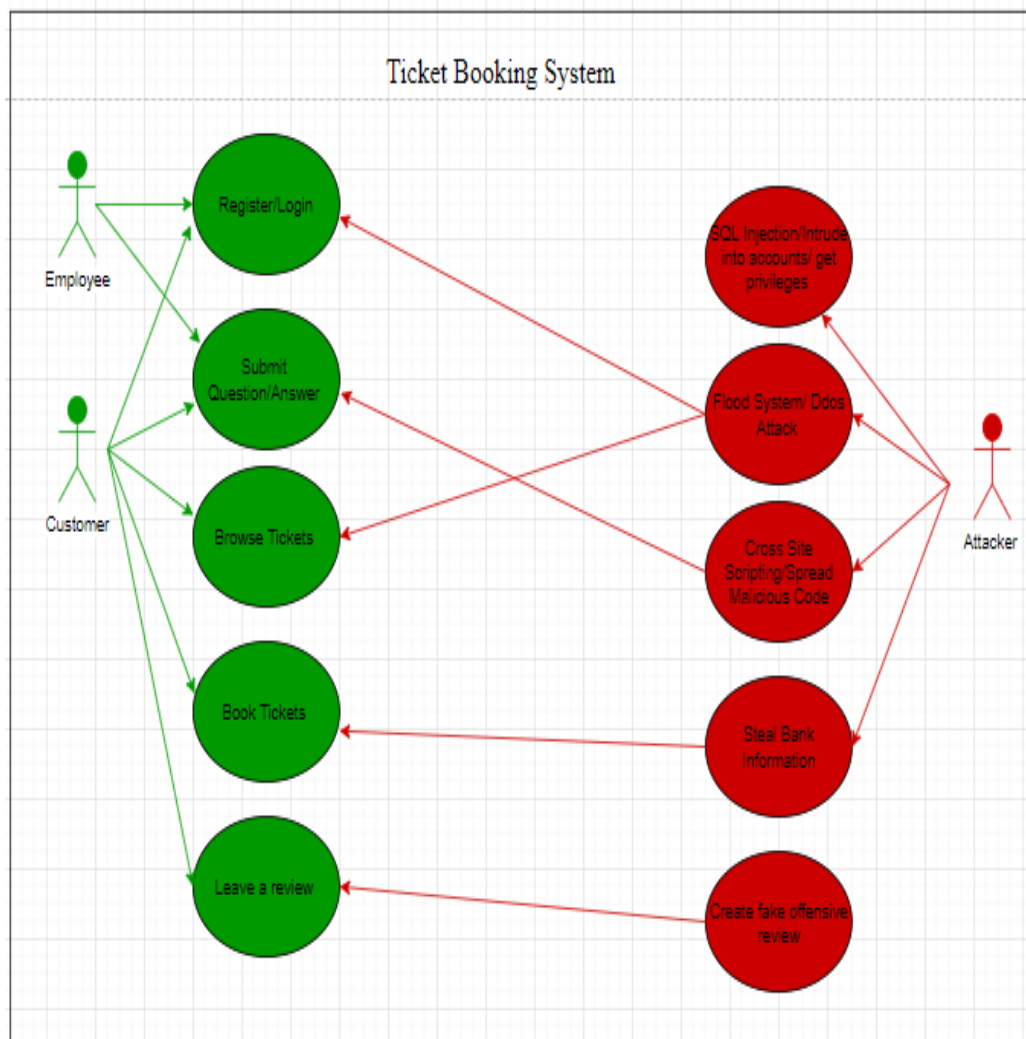 Ticket Booking System
Register/Login
Employee
Submit
Question/Answer
Customer
Browse Tickets
Book Tickets
Leave a review
SQL Injection/Intrude
into accounts/ get
privileges
Flood System/ Ddos
Attack
Attacker
Cross Site
Scripting/Spread
Malicious Code
Steal Bank
Information
Create fake offensive
review